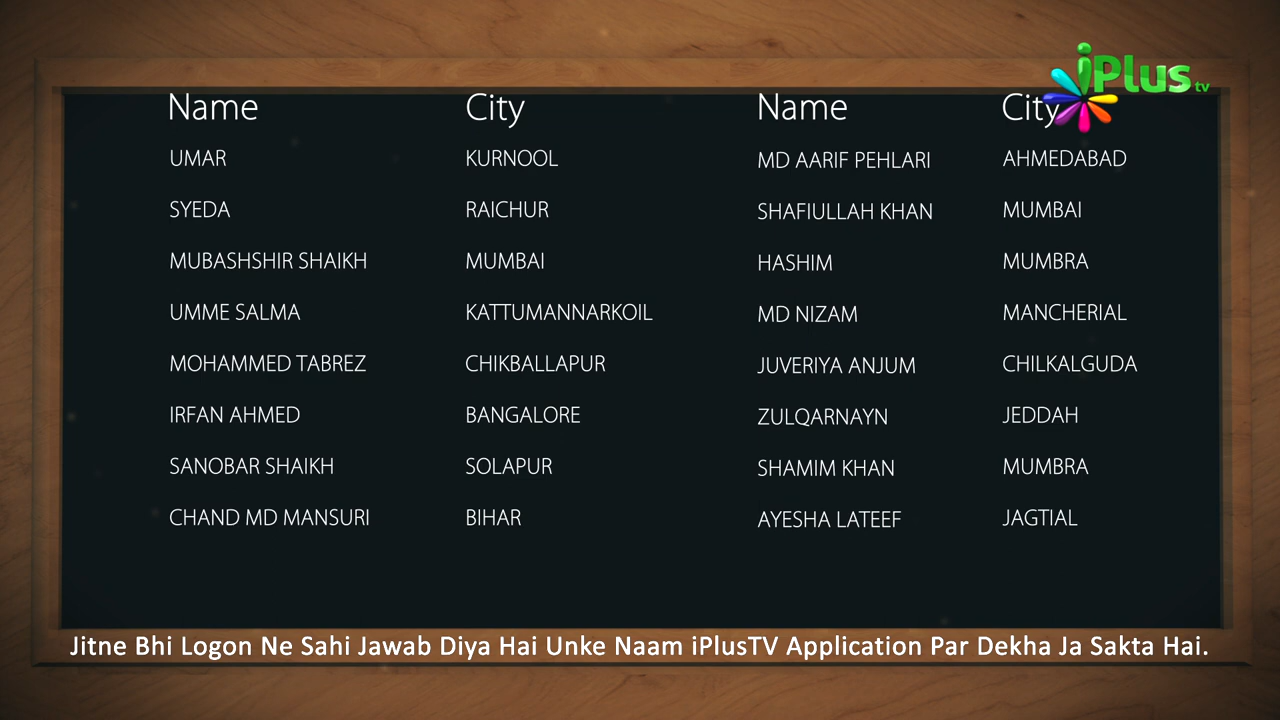 iPlus tv
Name City Name City
UMAR KURNOOL MD AARIF PEHLARI AHMEDABAD
SYEDA RAICHUR SHAFIULLAH KHAN MUMBAI
MUBASHSHIR SHAIKH MUMBAI HASHIM MUMBRA
UMME SALMA KATTUMANNARKOIL MD NIZAM MANCHERIAL
MOHAMMED TABREZ CHIKBALLAPUR JUVERIYA ANJUM CHILKALGUDA
IRFAN AHMED BANGALORE ZULQARNAYN JEDDAH
SANOBAR SHAIKH SOLAPUR SHAMIM KHAN MUMBRA
CHAND MD MANSURI BIHAR AYESHA LATEEF JAGTIAL
Jitne Bhi Logon Ne Sahi Jawab Diya Hai Unke Naam iPlusTV Application Par Dekha Ja Sakta Hai.